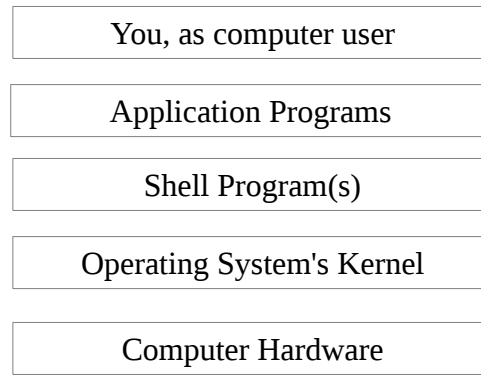 You, as computer user
Application Programs
Shell Program(s)
Operating System's Kernel
Computer Hardware